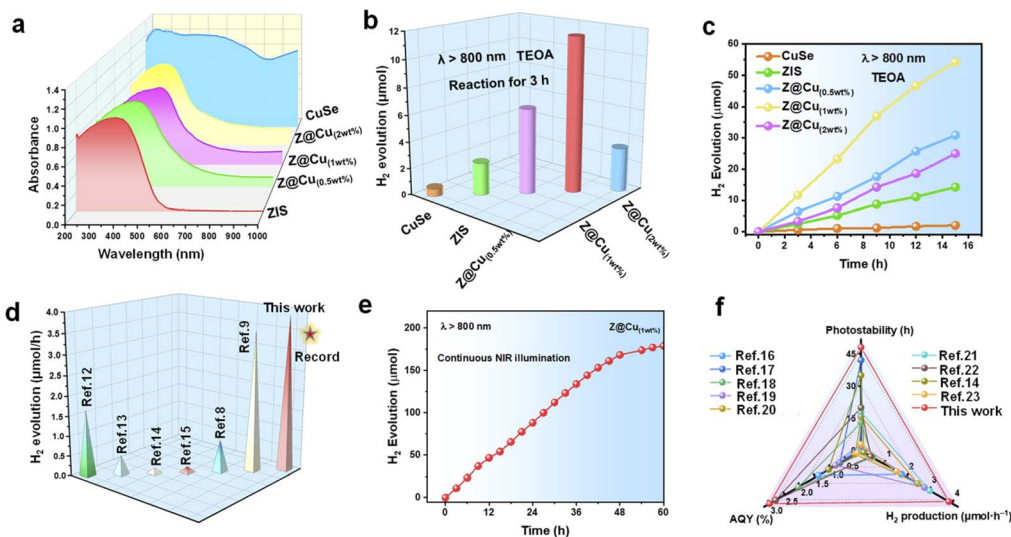 a
Absorbance
1.4
1.2
1.0
0.8
0.6
0.4
0.2
0.0
200 300 400 500 600 700 800 900 1000
Wavelength (nm)
CuSe
Z@Cu(2wt%)
Z@Cu(1wt%)
Z@Cu(0.5wt%)
ZIS
b
λ > 800 nm TEOA
Reaction for 3 h
H2 evolution (μmol)
12
10
8
6
4
2
0
CuSe
ZIS
Z@Cu(0.5wt%)
Z@Cu(1wt%)
Z@Cu(2wt%)
c
CuSe
ZIS
Z@Cu(0.5wt%)
Z@Cu(1wt%)
Z@Cu(2wt%)
λ > 800 nm
TEOA
H2 Evolution (μmol)
60
50
40
30
20
10
0
0 2 4 6 8 10 12 14 16
Time (h)
d
This work
Record
H2 evolution (μmol/h)
4.0
3.5
3.0
2.5
2.0
1.5
1.0
0.5
0.0
Ref.12
Ref.13
Ref.14
Ref.15
Ref.8
Ref.9
e
λ > 800 nm
Z@Cu(1wt%)
Continuous NIR illumination
H2 Evolution (μmol)
200
150
100
50
0
0 12 24 36 48 60
Time (h)
f
Photostability (h)
Ref.16
Ref.17
Ref.18
Ref.19
Ref.20
Ref.21
Ref.22
Ref.14
Ref.23
This work
45
30
15
0.5
1.5
2.0
2.5
3.0
1
2
3
4
AQY (%)
H2 production (μmol·h⁻¹)